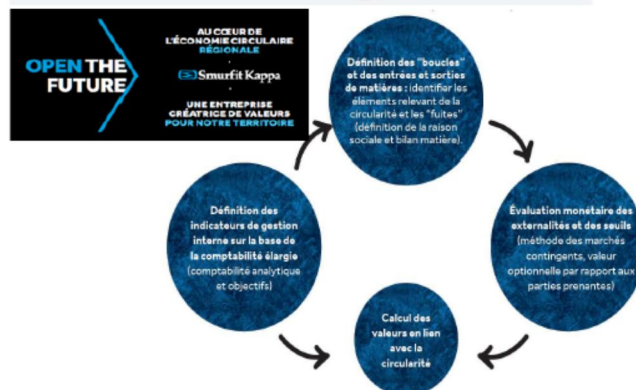 OPEN THE
FUTURE
AU CŒUR DE
L'ÉCONOMIE CIRCULAIRE
RÉGIONALE
Smurfit Kappa
UNE ENTREPRISE
CRÉATRICE DE VALEURS
POUR NOTRE TERRITOIRE
Définition des "boucles"
et des entrées et sorties
de matières : identifier les
éléments relevant de la
circularité et les "fuites"
(définition de la raison
sociale et bilan matière).
Évaluation monétaire des
externalités et des seuils
(méthode des marchés
contingents, valeur
optionnelle par rapport aux
parties prenantes)
Calcul des
valeurs en lien
avec la
circularité
Définition des
indicateurs de gestion
interne sur la base de
la comptabilité élargie
(comptabilité analytique
et objectifs)